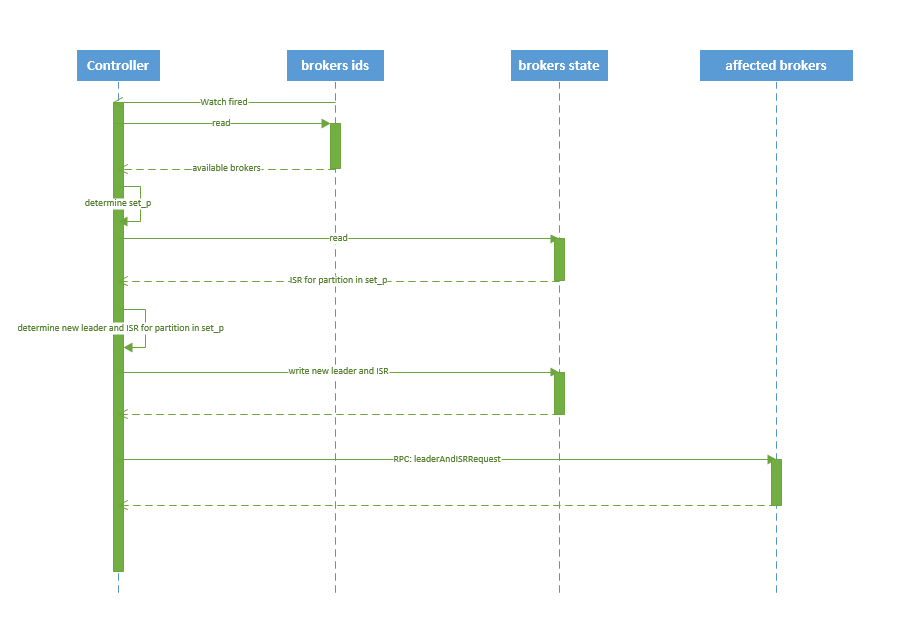 Controller
brokers ids
brokers state
affected brokers
Watch fired
read
available brokers
determine set_p
read
ISR for partition in set_p
determine new leader and ISR for partition in set_p
write new leader and ISR
RPC: leaderAndISRRequest